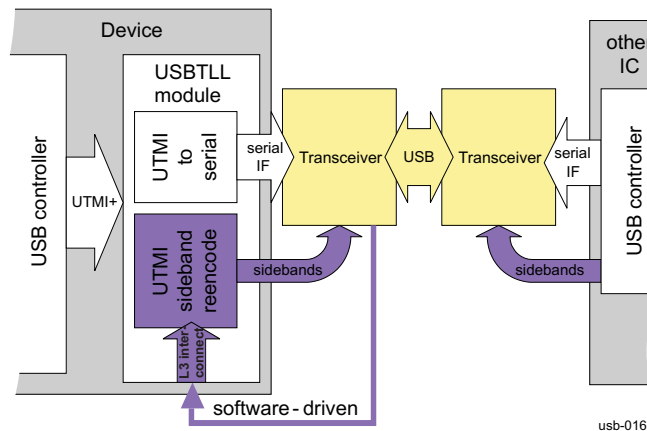 Device
other
IC
USBTLL
module
USB controller
UTMI+
UTMI
to
serial
serial
IF
Transceiver
USB
Transceiver
serial
IF
USB controller
UTMI
sideband
reencode
sidebands
sidebands
L3 inter-
connect
software - driven
usb-016